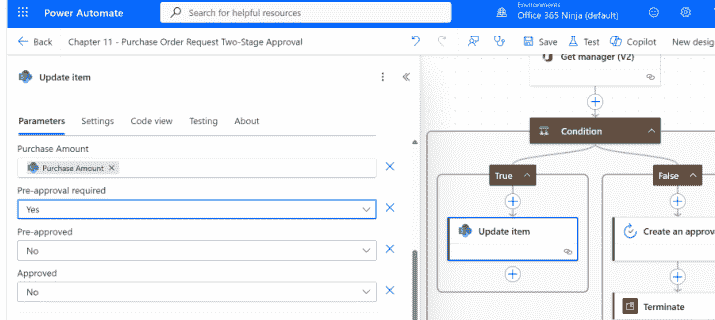 Power Automate
Search for helpful resources
Environments
Office 365 Ninja (default)
Back
Chapter 11 - Purchase Order Request Two-Stage Approval
Save
Test
Copilot
New desig
Update item
Parameters
Settings
Code view
Testing
About
Purchase Amount
Purchase Amount
Pre-approval required
Yes
Pre-approved
No
Approved
No
Get manager (V2)
Condition
True
False
Update item
Create an approv
Terminate